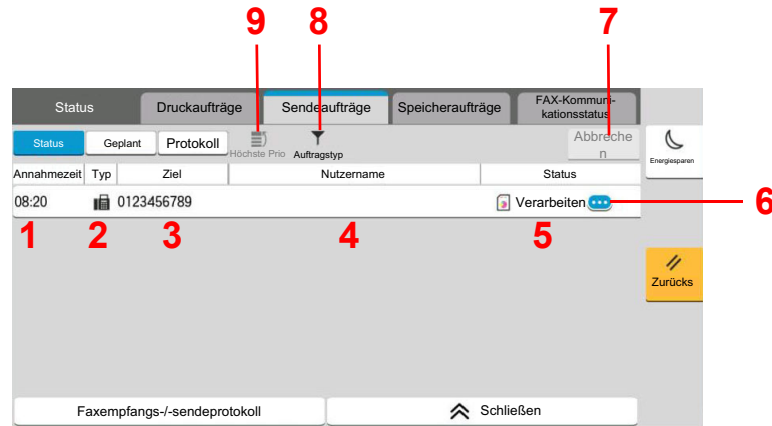 9 8 7
Status Druckaufträge Sendeaufträge Speicheraufträge FAX-Kommuni-
kationsstatus
Status Geplant Protokoll Höchste Prio Auftragstyp Abbreche
n
Energiesparen
Annahmezeit Typ Ziel Nutzername Status
08:20 0123456789 Verarbeiten 6
1 2 3 4 5
Zurücks
Faxempfangs-/-sendeprotokoll Schließen